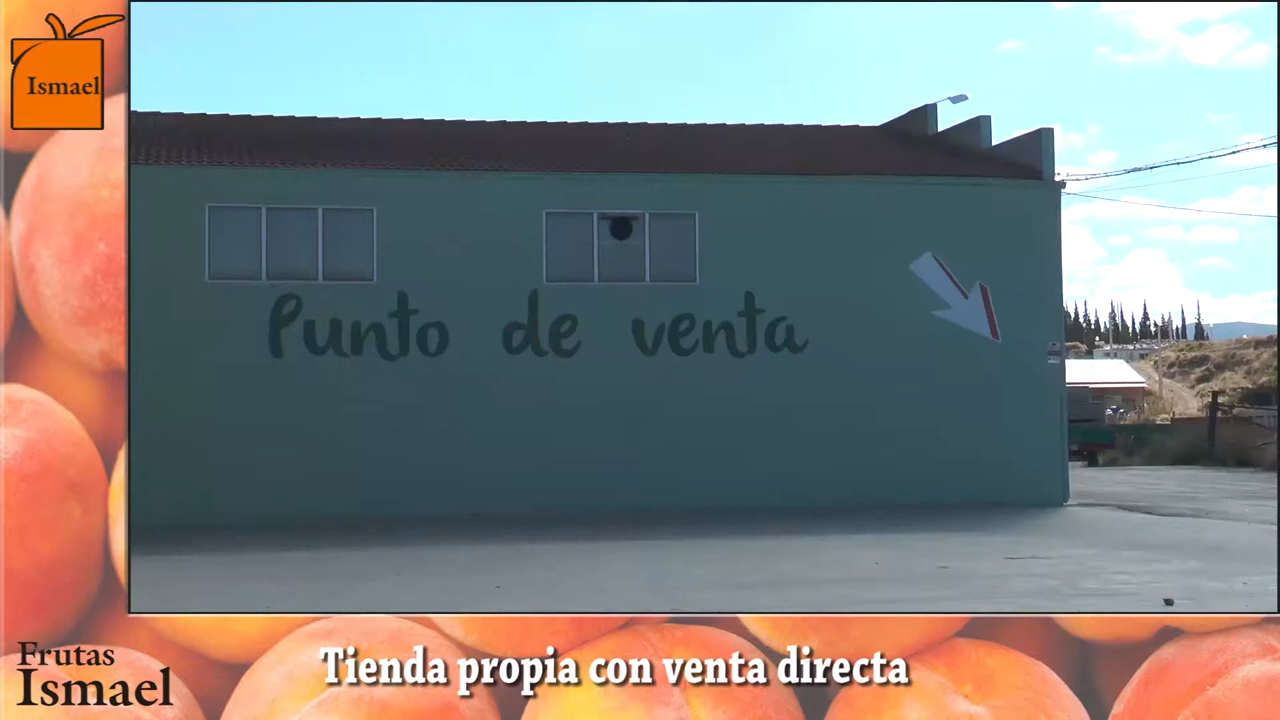 Ismael
Punto de venta
Frutas
Ismael
Tienda propia con venta directa